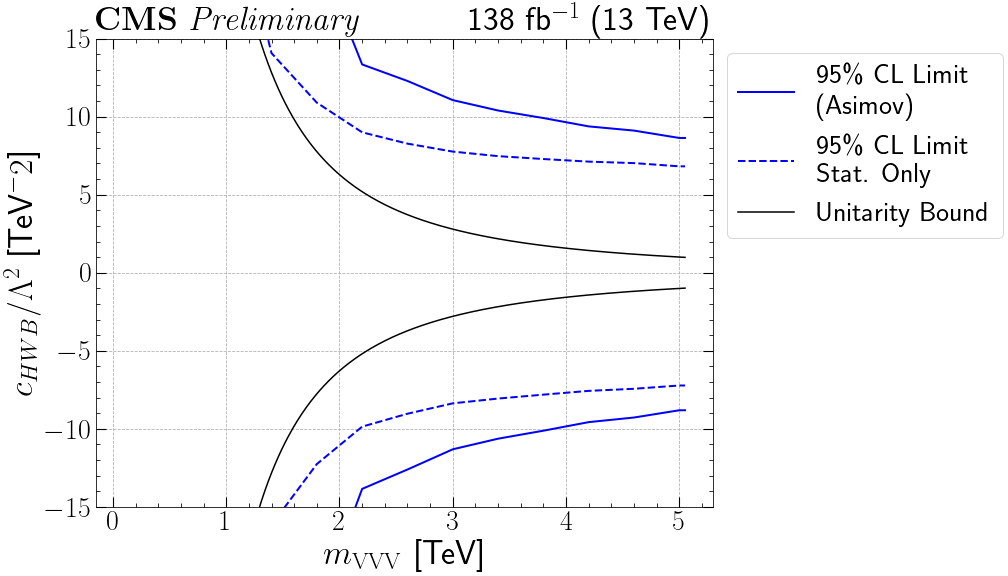 CMS Preliminary 138 fb⁻¹ (13 TeV)
c_HWB/Λ² [TeV⁻2]
15
10
5
0
−5
−10
−15
0 1 2 3 4 5
m_VVV [TeV]
95% CL Limit
(Asimov)
95% CL Limit
Stat. Only
Unitarity Bound